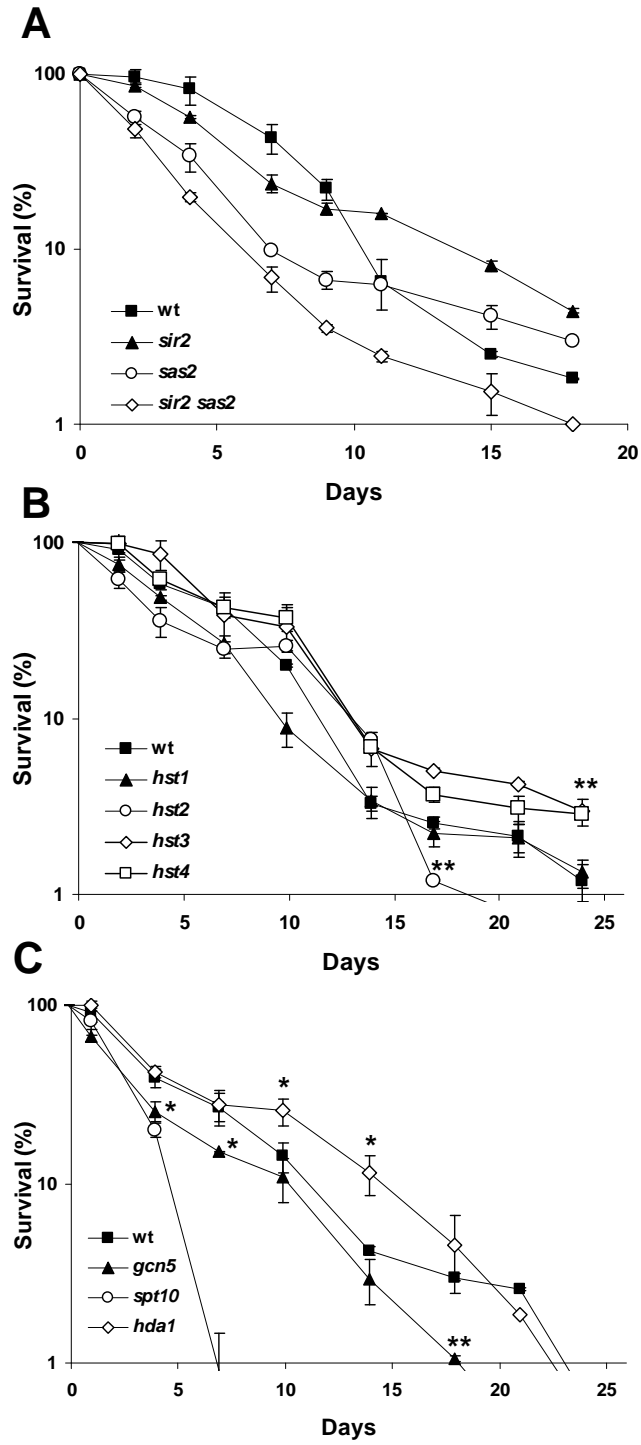 A
100
10
1
Survival (%)
wt
sir2
sas2
sir2 sas2
0 5 10 15 20
Days
B
100
10
1
Survival (%)
wt
hst1
hst2
hst3
hst4
**
**
0 5 10 15 20 25
Days
C
100
10
1
Survival (%)
*
*
*
*
**
wt
gcn5
spt10
hda1
0 5 10 15 20 25
Days